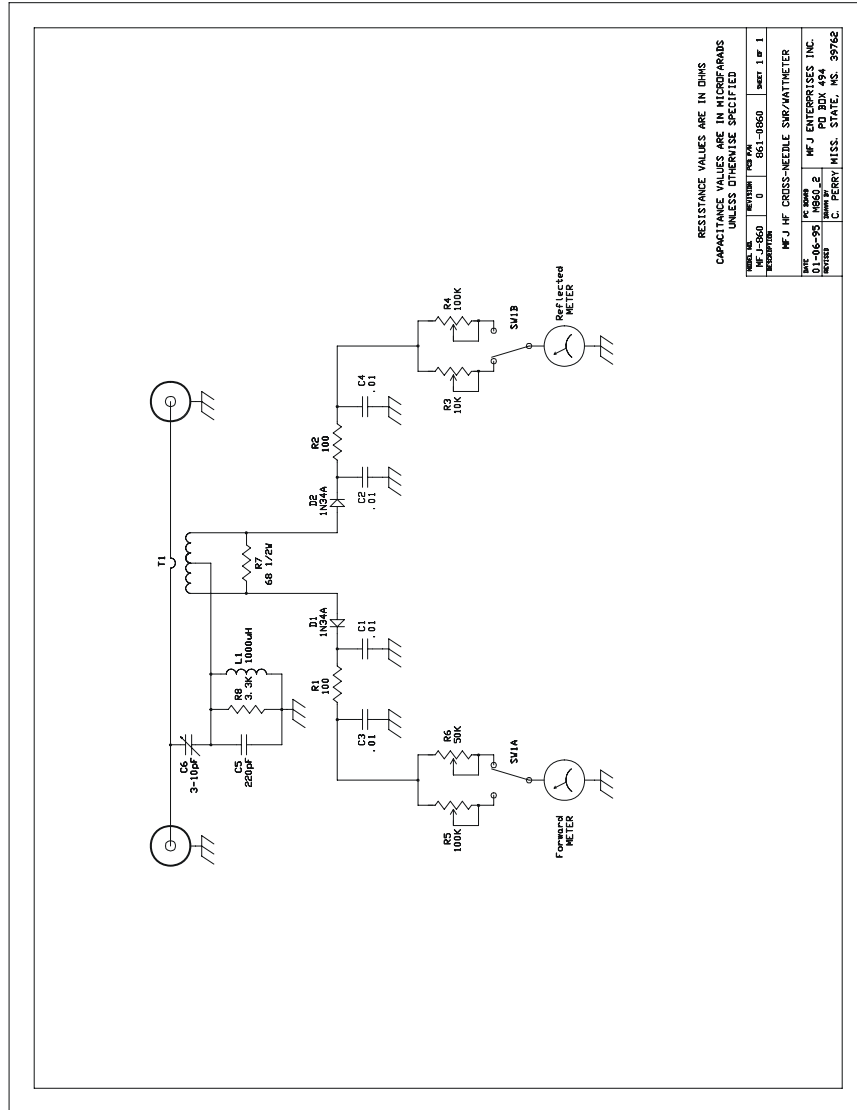 T1
C6
3-10pF
C5
220pF
R8
3.3K
L1
1000uH
R7
68 1/2W
D1
1N34A
D2
1N34A
R1
100
R2
100
C3
.01
C1
.01
C2
.01
C4
.01
R5
100K
R6
50K
R3
10K
R4
100K
SW1A
SW1B
Forward
METER
Reflected
METER
RESISTANCE VALUES ARE IN OHMS
CAPACITANCE VALUES ARE IN MICROFARADS
UNLESS OTHERWISE SPECIFIED
MODEL NO. REVISION PCB P/N
MFJ-860 0 861-0860 SHEET 1 OF 1
DESCRIPTION
MFJ HF CROSS-NEEDLE SWR/WATTMETER
DATE PC BOARD
01-06-95 M860_2
REVISED DRAWN BY
C. PERRY
MFJ ENTERPRISES INC.
PO BOX 494
MISS. STATE, MS. 39762